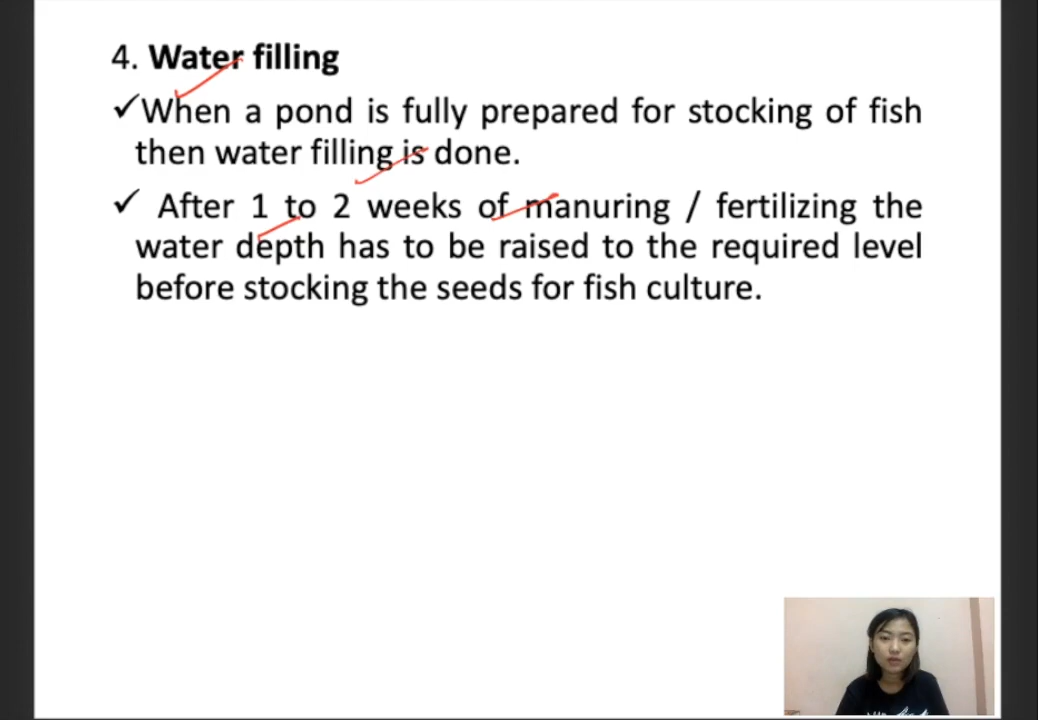 4. Water filling
✓When a pond is fully prepared for stocking of fish
then water filling is done.
✓ After 1 to 2 weeks of manuring / fertilizing the
water depth has to be raised to the required level
before stocking the seeds for fish culture.